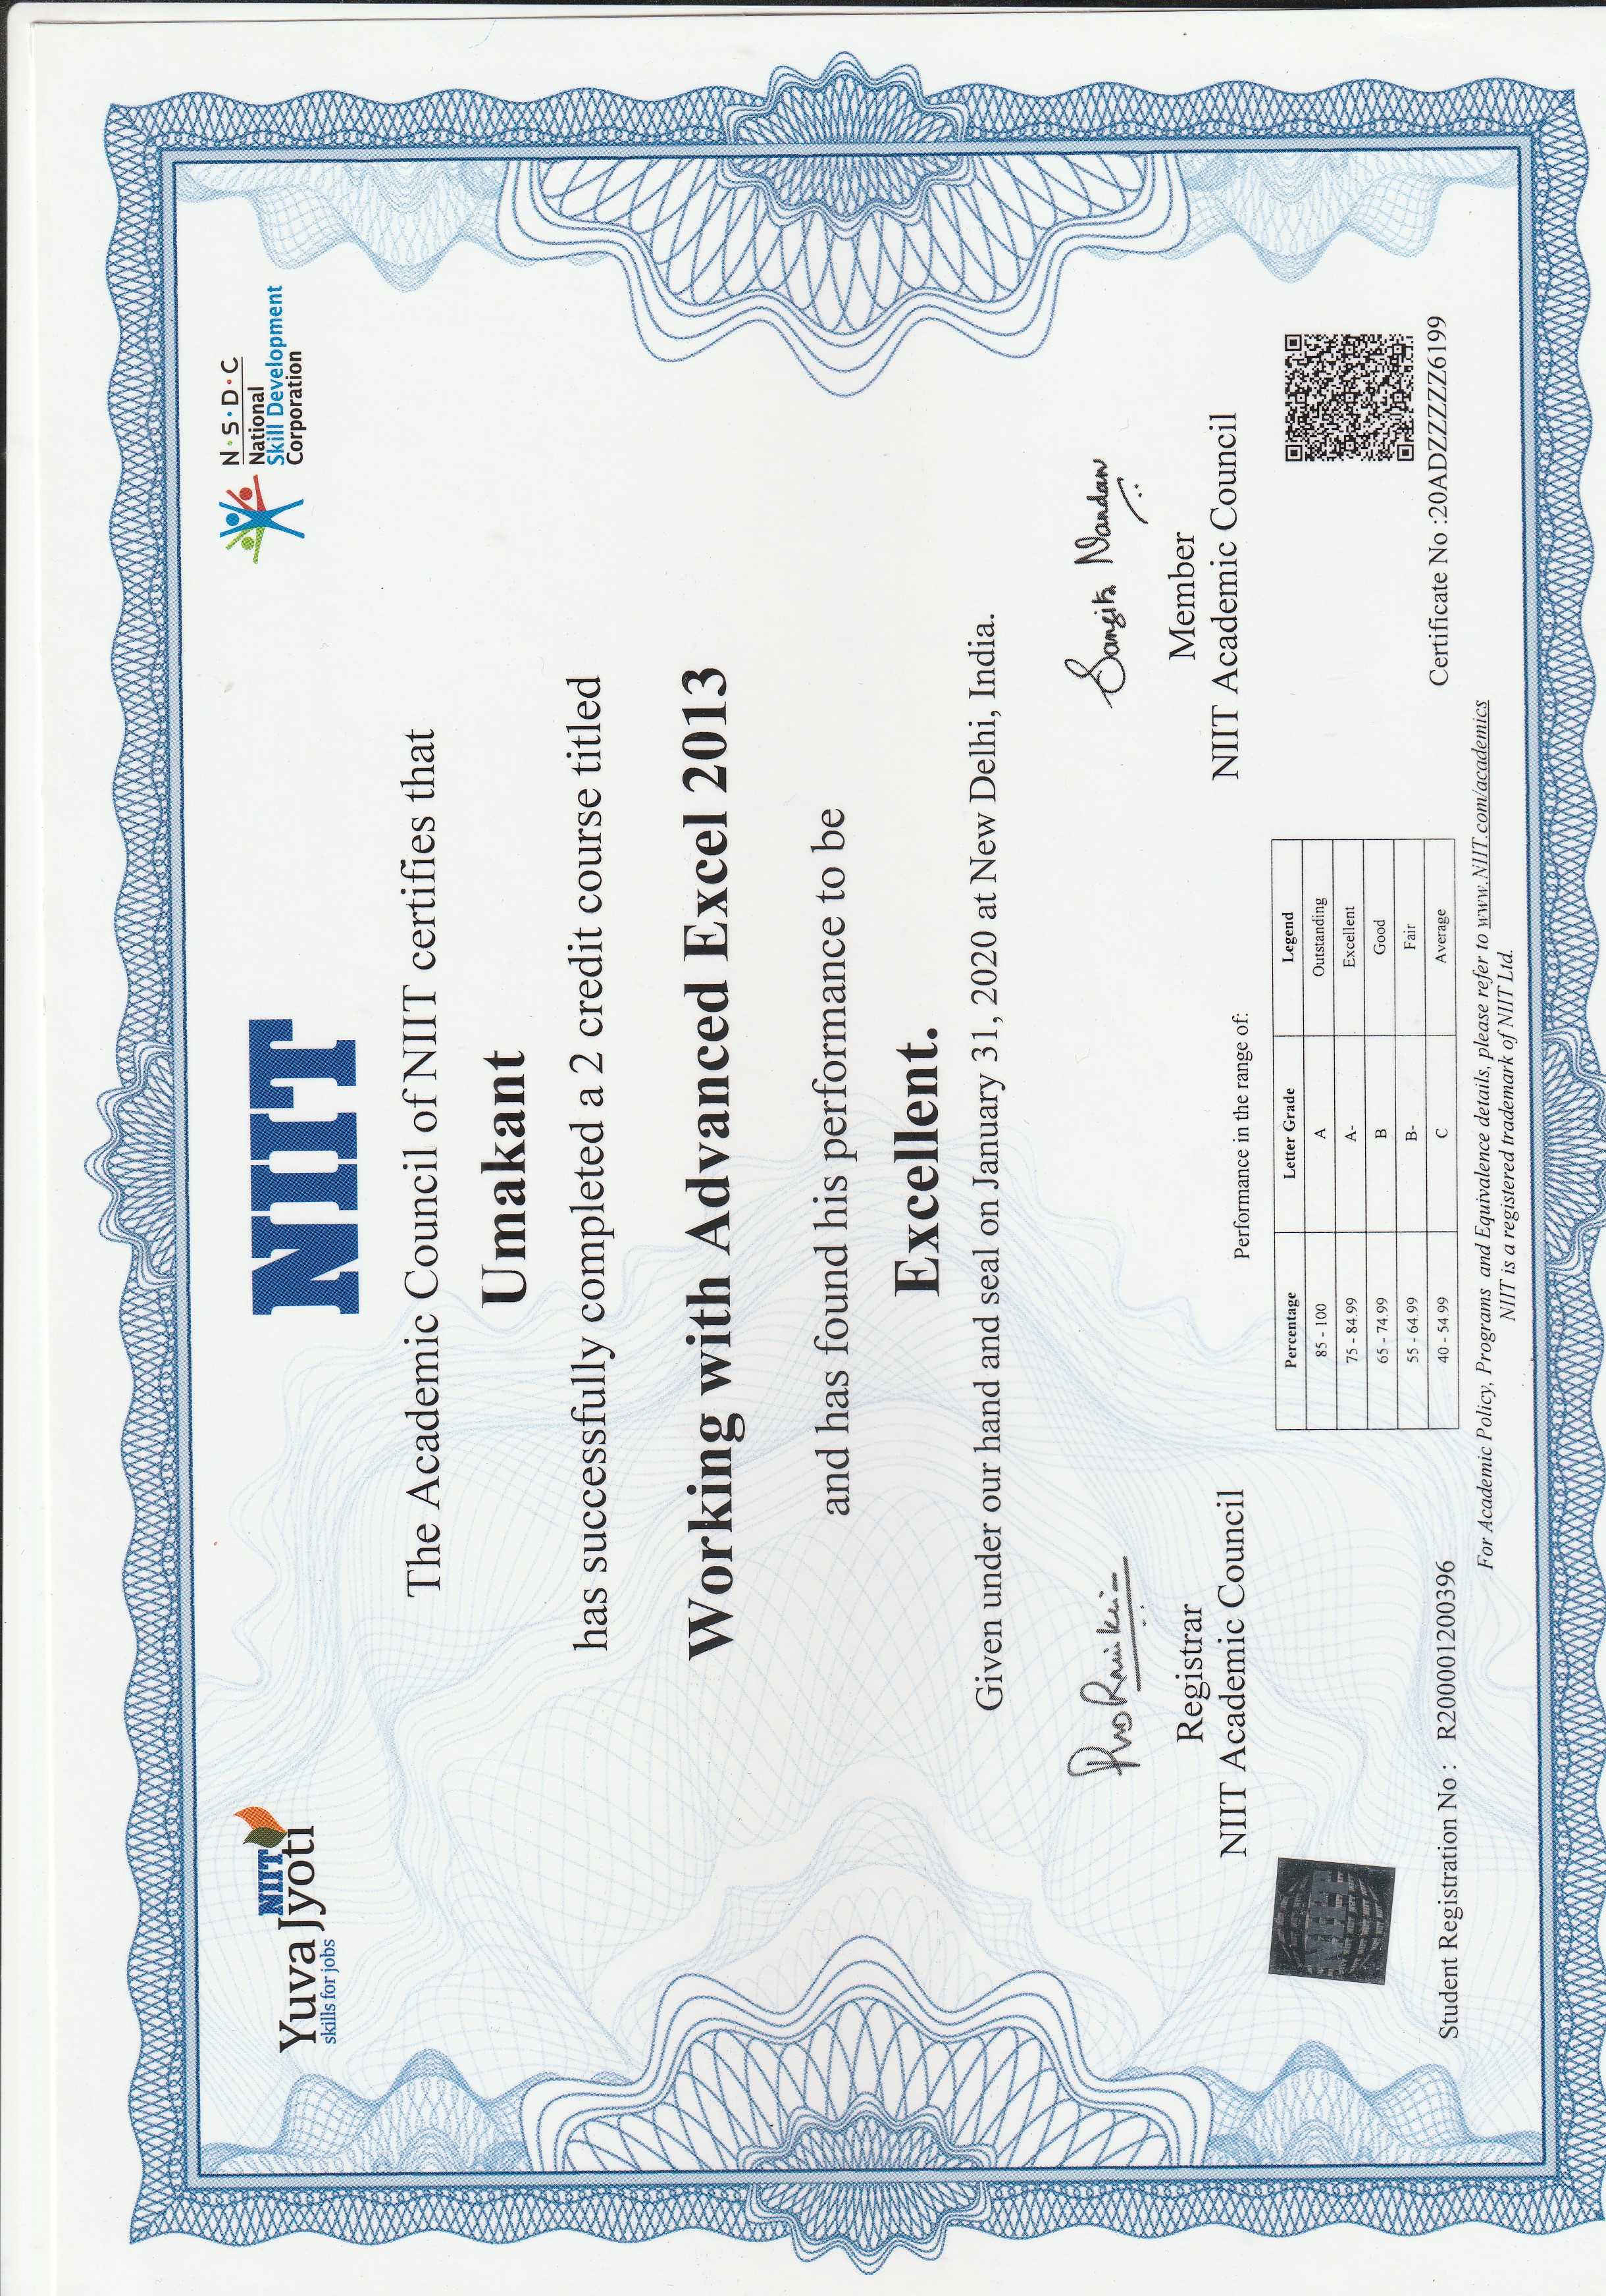 NIIT
Yuva Jyoti
skills for jobs
NIIT
N·S·D·C
National
Skill Development
Corporation
The Academic Council of NIIT certifies that
Umakant
has successfully completed a 2 credit course titled
Working with Advanced Excel 2013
and has found his performance to be
Excellent.
Given under our hand and seal on January 31, 2020 at New Delhi, India.
Sangita Nandan
Registrar
NIIT Academic Council
Member
NIIT Academic Council
Performance in the range of:
Percentage Letter Grade Legend
85 - 100 A Outstanding
75 - 84.99 A- Excellent
65 - 74.99 B Good
55 - 64.99 B- Fair
40 - 54.99 C Average
NIIT
Student Registration No : R200001200396
Certificate No :20ADZZZZZ6199
For Academic Policy, Programs and Equivalence details, please refer to www.NIIT.com/academics
NIIT is a registered trademark of NIIT Ltd.